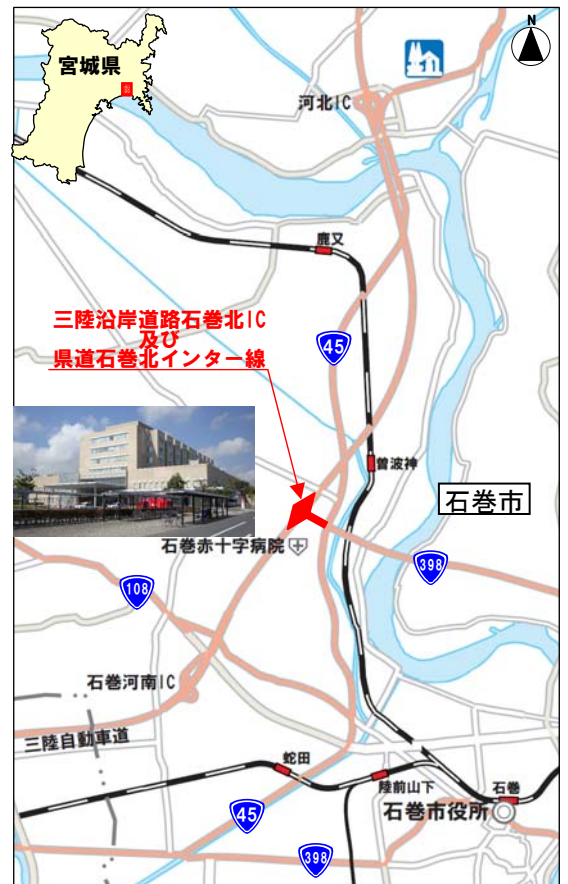 N
宮城県
河北IC
鹿又
三陸沿岸道路石巻北IC
及び
県道石巻北インター線
45
曽波神
石巻市
石巻赤十字病院
398
108
石巻河南IC
三陸自動車道
蛇田
陸前山下
石巻
45
石巻市役所
398